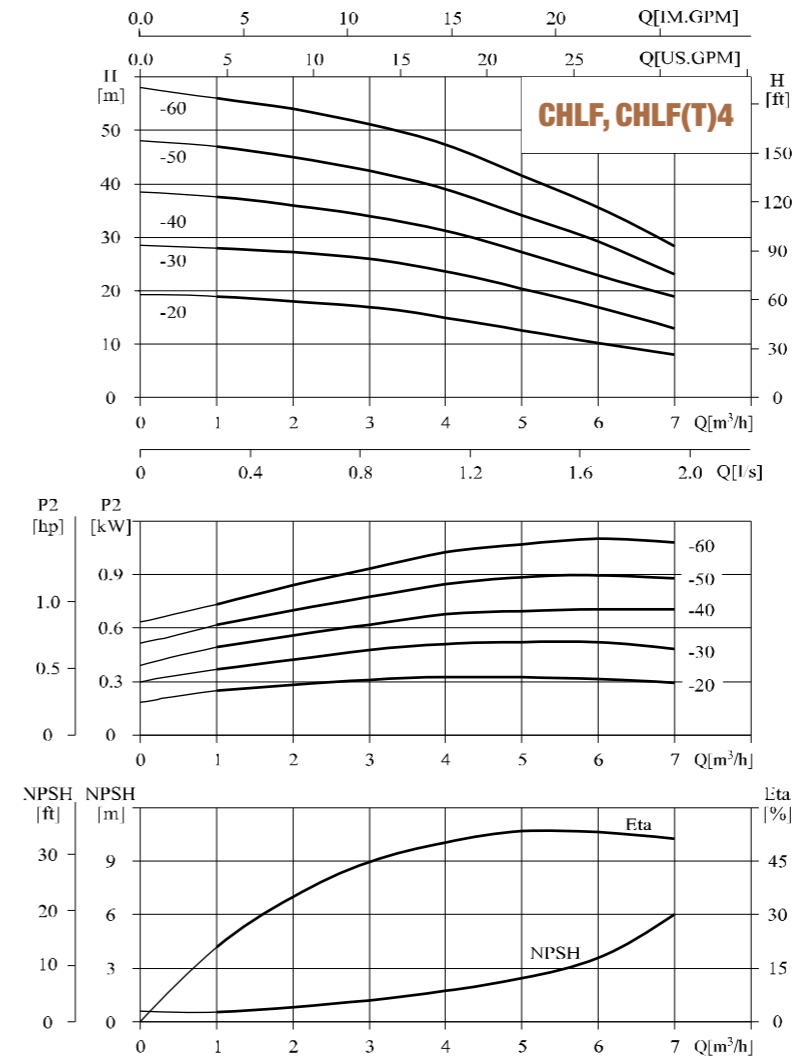 0.0 5 10 15 20 Q[IM.GPM]
0.0 5 10 15 20 25 Q[US.GPM]
H
[m]
H
[ft]
CHLF, CHLF(T)4
-60
50
-50
150
40
120
-40
30
90
-30
20
60
-20
10
30
0
0
0 1 2 3 4 5 6 7 Q[m³/h]
0 0.4 0.8 1.2 1.6 2.0 Q[l/s]
P2
[hp]
P2
[kW]
-60
0.9
-50
1.0
-40
0.6
-30
0.5
0.3
-20
0
0
0 1 2 3 4 5 6 7 Q[m³/h]
NPSH
[ft]
NPSH
[m]
Eta
[%]
Eta
30
9
45
20
6
30
NPSH
10
3
15
0
0
0
0 1 2 3 4 5 6 7 Q[m³/h]